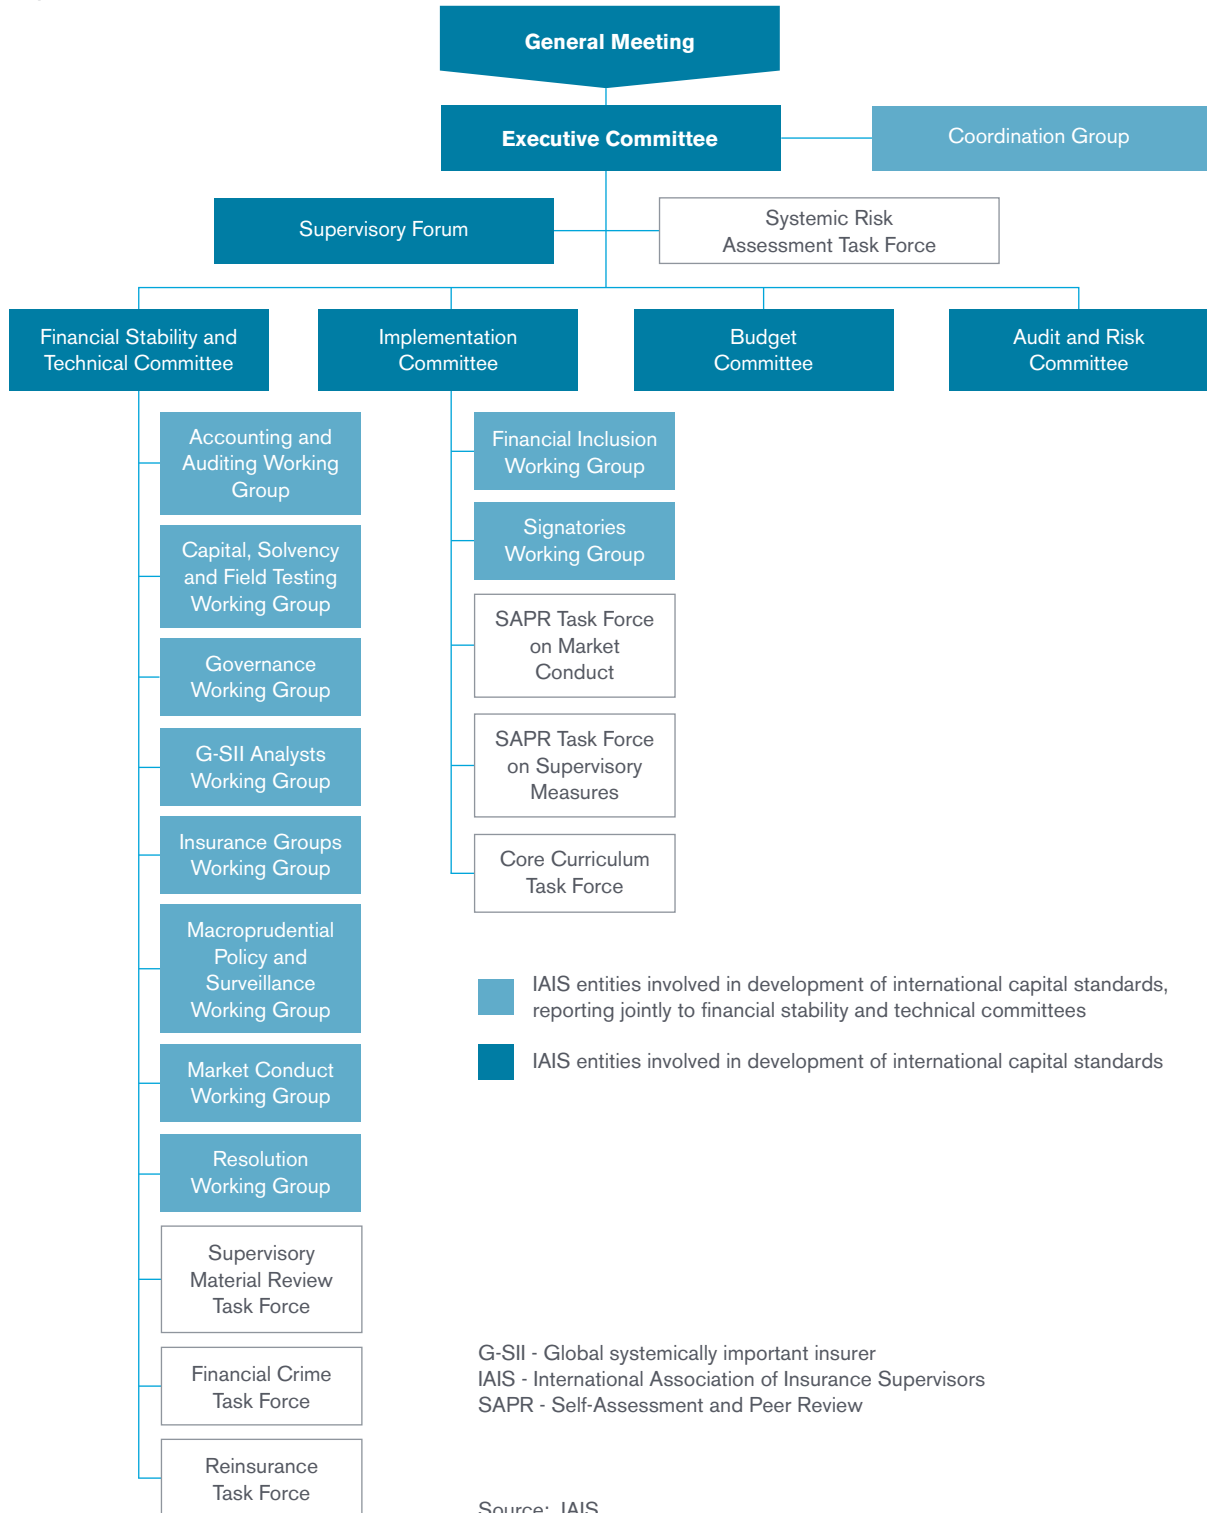 General Meeting
Executive Committee
Coordination Group
Supervisory Forum
Systemic Risk
Assessment Task Force
Financial Stability and
Technical Committee
Implementation
Committee
Budget
Committee
Audit and Risk
Committee
Accounting and
Auditing Working
Group
Capital, Solvency
and Field Testing
Working Group
Governance
Working Group
G-SII Analysts
Working Group
Insurance Groups
Working Group
Macroprudential
Policy and
Surveillance
Working Group
Market Conduct
Working Group
Resolution
Working Group
Supervisory
Material Review
Task Force
Financial Crime
Task Force
Reinsurance
Task Force
Financial Inclusion
Working Group
Signatories
Working Group
SAPR Task Force
on Market
Conduct
SAPR Task Force
on Supervisory
Measures
Core Curriculum
Task Force
IAIS entities involved in development of international capital standards,
reporting jointly to financial stability and technical committees
IAIS entities involved in development of international capital standards
G-SII - Global systemically important insurer
IAIS - International Association of Insurance Supervisors
SAPR - Self-Assessment and Peer Review
Source: IAIS